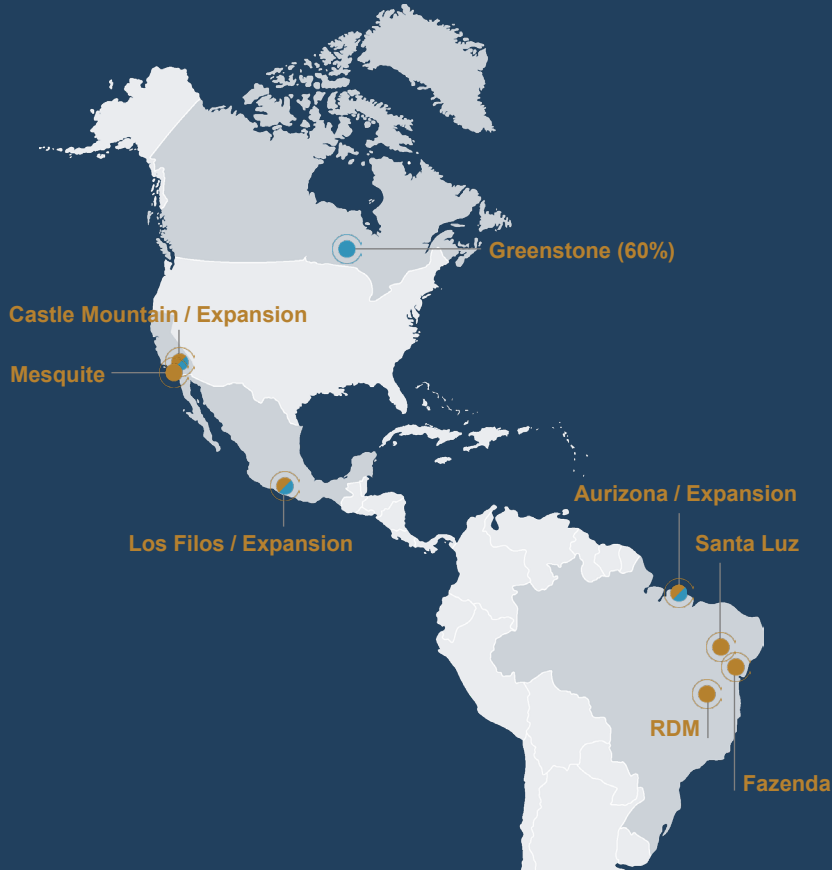 Greenstone (60%)
Castle Mountain / Expansion
Mesquite
Aurizona / Expansion
Los Filos / Expansion
Santa Luz
RDM
Fazenda